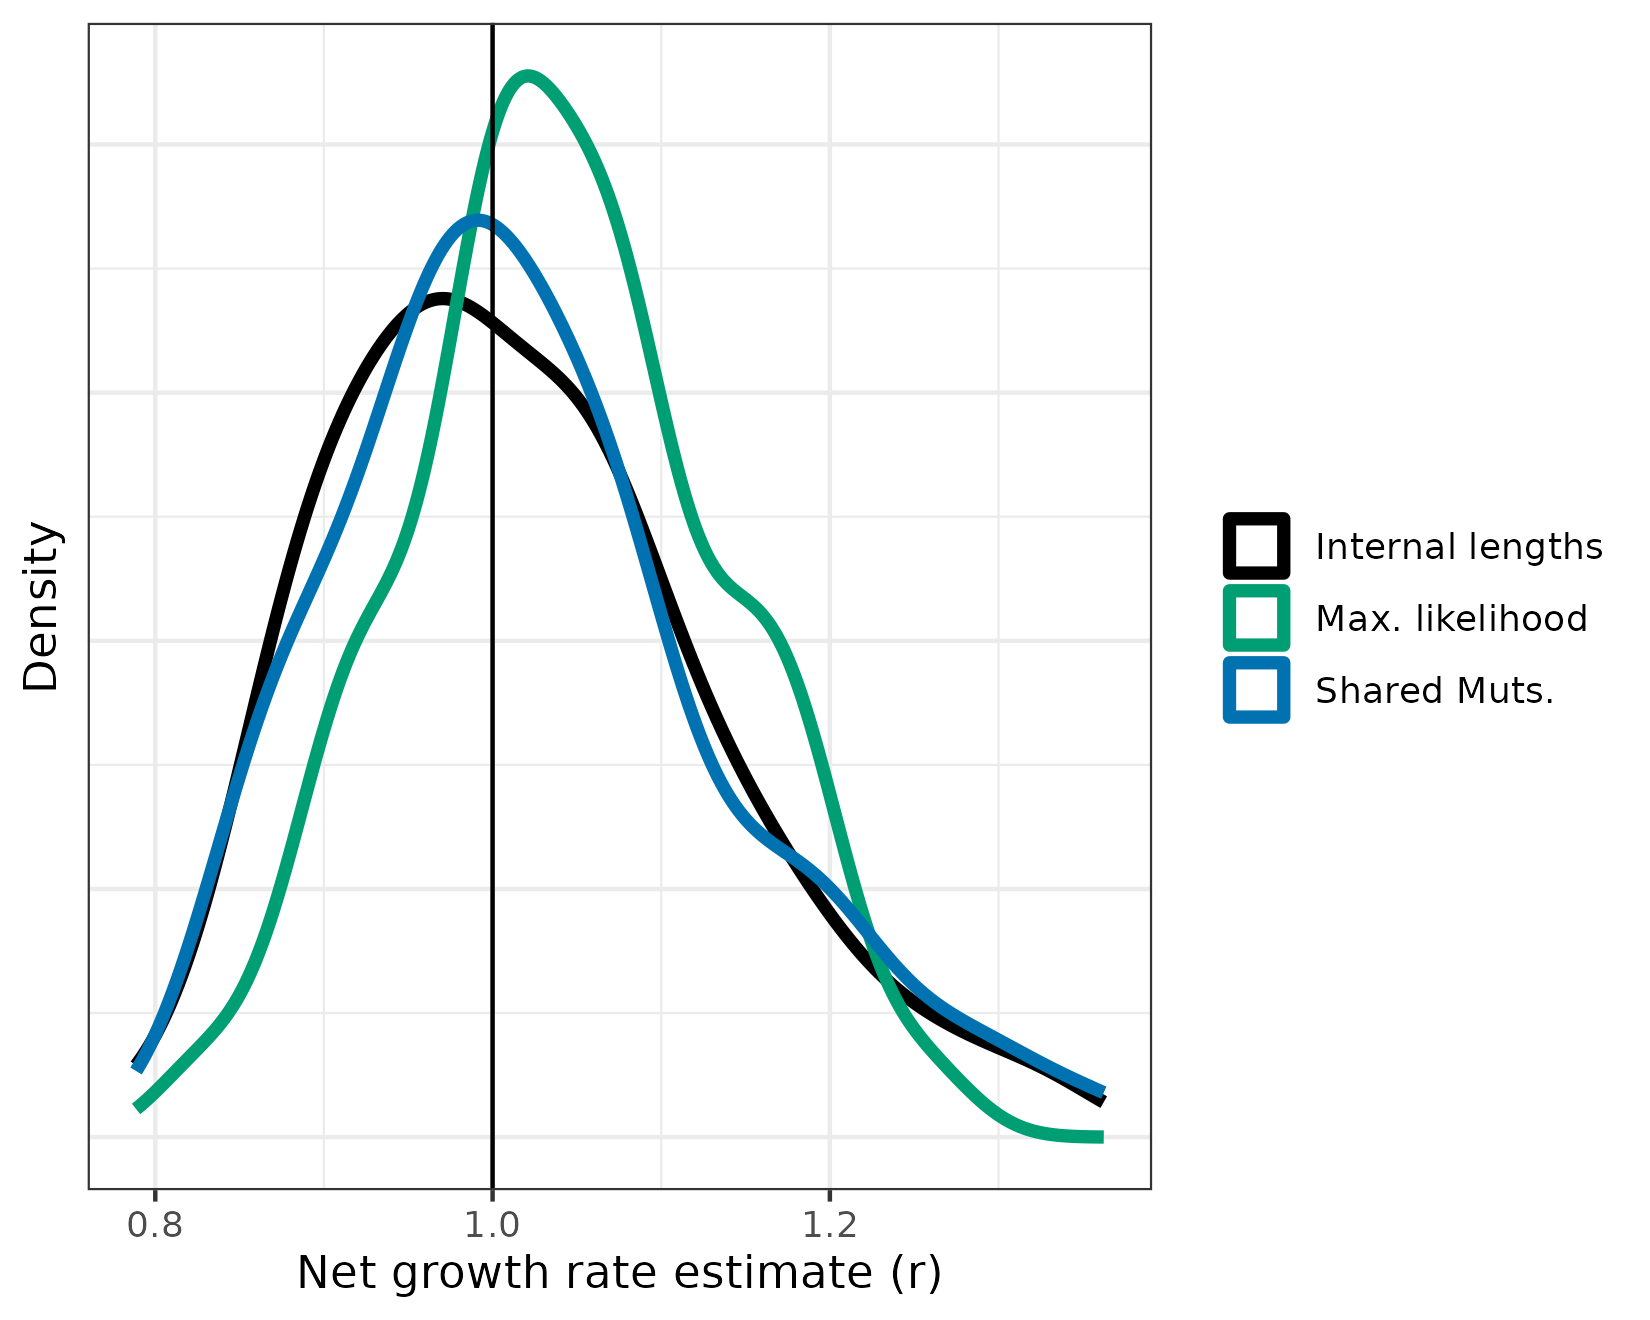 Density
0.8
1.0
1.2
Net growth rate estimate (r)
Internal lengths
Max. likelihood
Shared Muts.